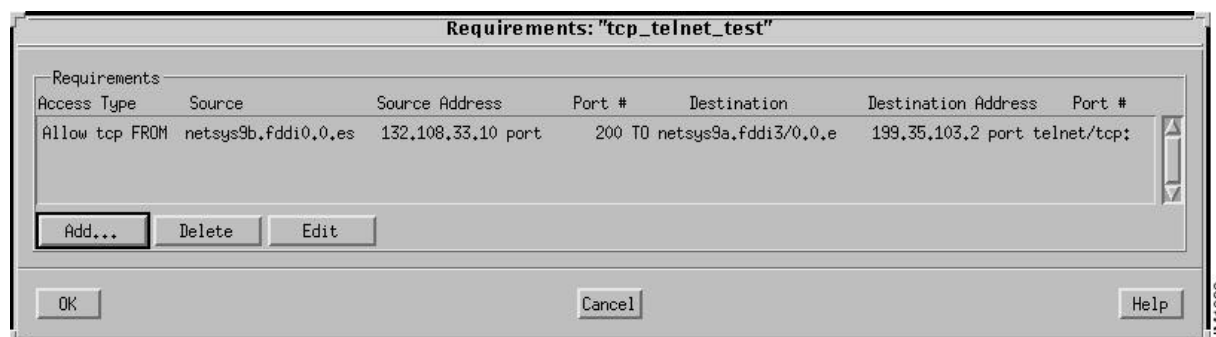 Requirements: "tcp_telnet_test"
Requirements
Access Type Source Source Address Port # Destination Destination Address Port #
Allow tcp FROM netsys9b.fddi0.0.es 132.108.33.10 port 200 TO netsys9a.fddi3/0.0.e 199.35.103.2 port telnet/tcp:
Add... Delete Edit
OK Cancel Help